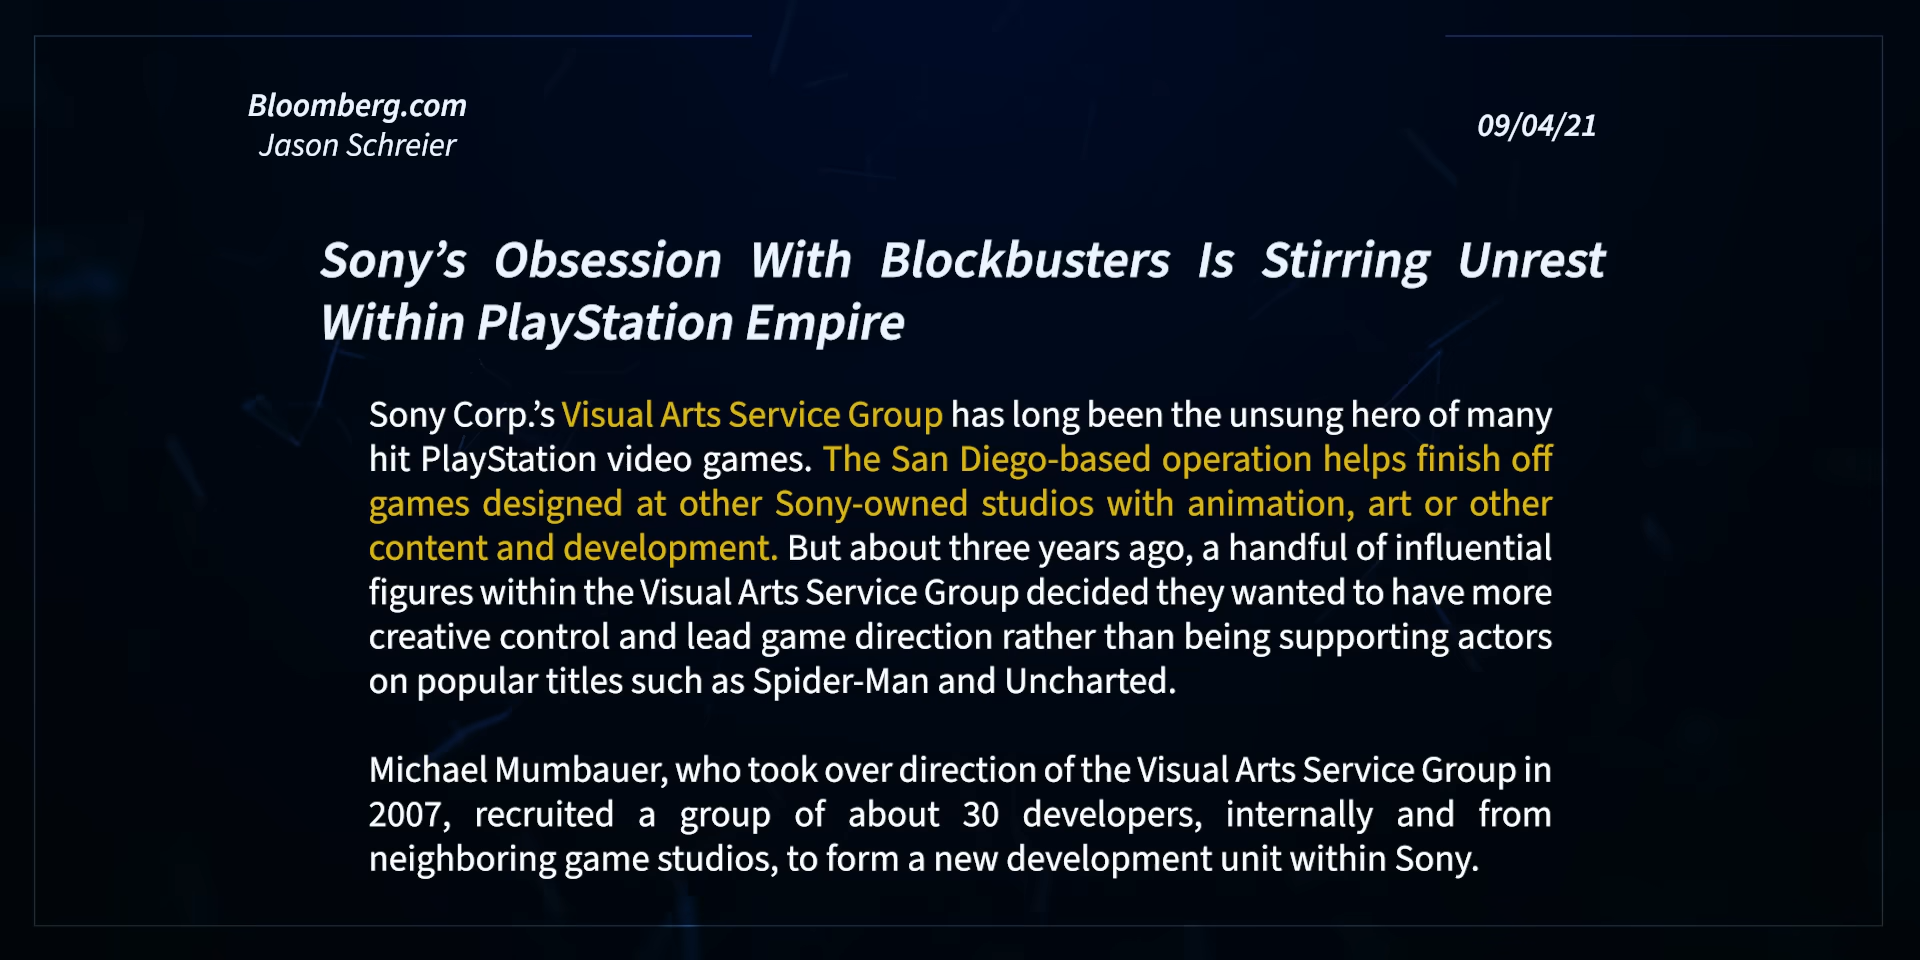 Bloomberg.com
Jason Schreier
09/04/21
Sony’s Obsession With Blockbusters Is Stirring Unrest
Within PlayStation Empire
Sony Corp.’s Visual Arts Service Group has long been the unsung hero of many
hit PlayStation video games. The San Diego-based operation helps finish off
games designed at other Sony-owned studios with animation, art or other
content and development. But about three years ago, a handful of influential
figures within the Visual Arts Service Group decided they wanted to have more
creative control and lead game direction rather than being supporting actors
on popular titles such as Spider-Man and Uncharted.
Michael Mumbauer, who took over direction of the Visual Arts Service Group in
2007, recruited a group of about 30 developers, internally and from
neighboring game studios, to form a new development unit within Sony.